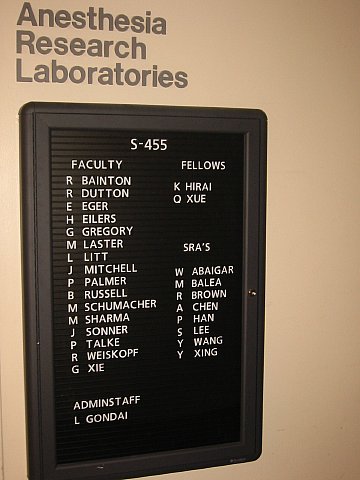 Anesthesia
Research
Laboratories
S-455
FACULTY
R BAINTON
R DUTTON
E EGER
H EILERS
G GREGORY
M LASTER
L LITT
J MITCHELL
P PALMER
B RUSSELL
M SCHUMACHER
M SHARMA
J SONNER
P TALKE
R WEISKOPF
G XIE
ADMINSTAFF
L GONDAI
FELLOWS
K HIRAI
Q XUE
SRA'S
W ABAIGAR
M BALEA
R BROWN
A CHEN
P HAN
S LEE
Y WANG
Y XING